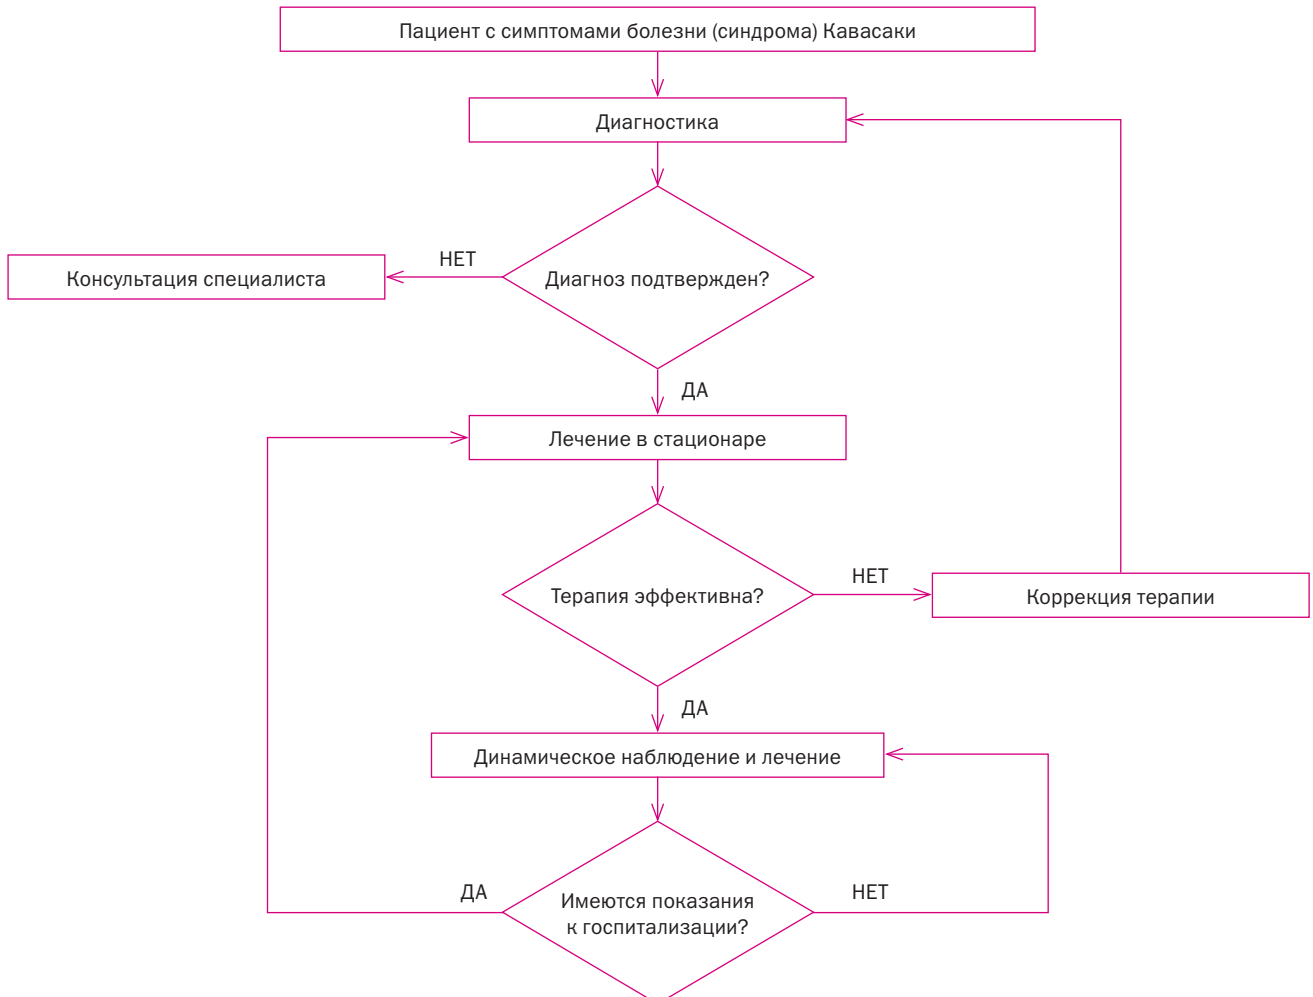 Пациент с симптомами болезни (синдрома) Кавасаки
Диагностика
НЕТ
Консультация специалиста
Диагноз подтвержден?
ДА
Лечение в стационаре
НЕТ
Терапия эффективна?
Коррекция терапии
ДА
Динамическое наблюдение и лечение
ДА
НЕТ
Имеются показания
к госпитализации?